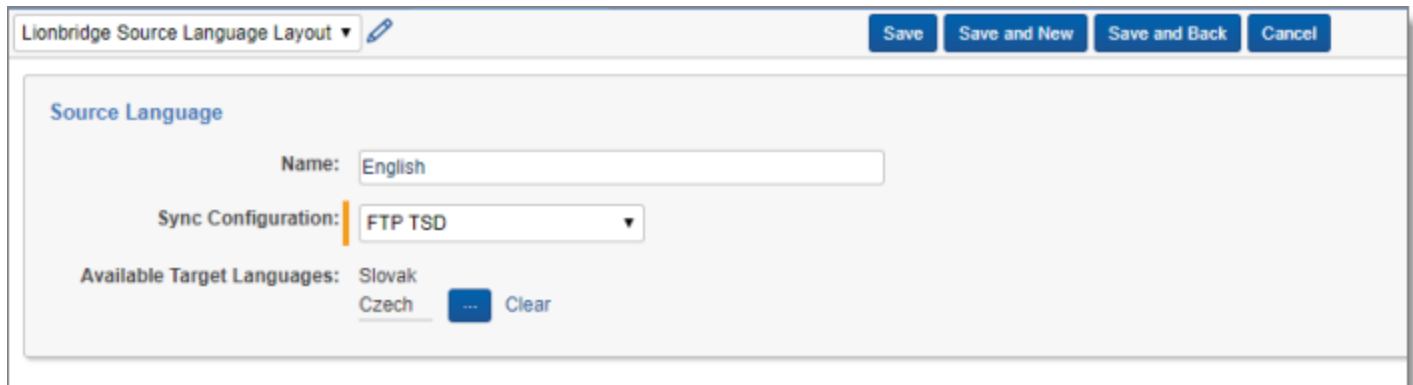 Lionbridge Source Language Layout Save Save and New Save and Back Cancel
Source Language
Name: English
Sync Configuration: FTP TSD
Available Target Languages: Slovak
Czech ... Clear